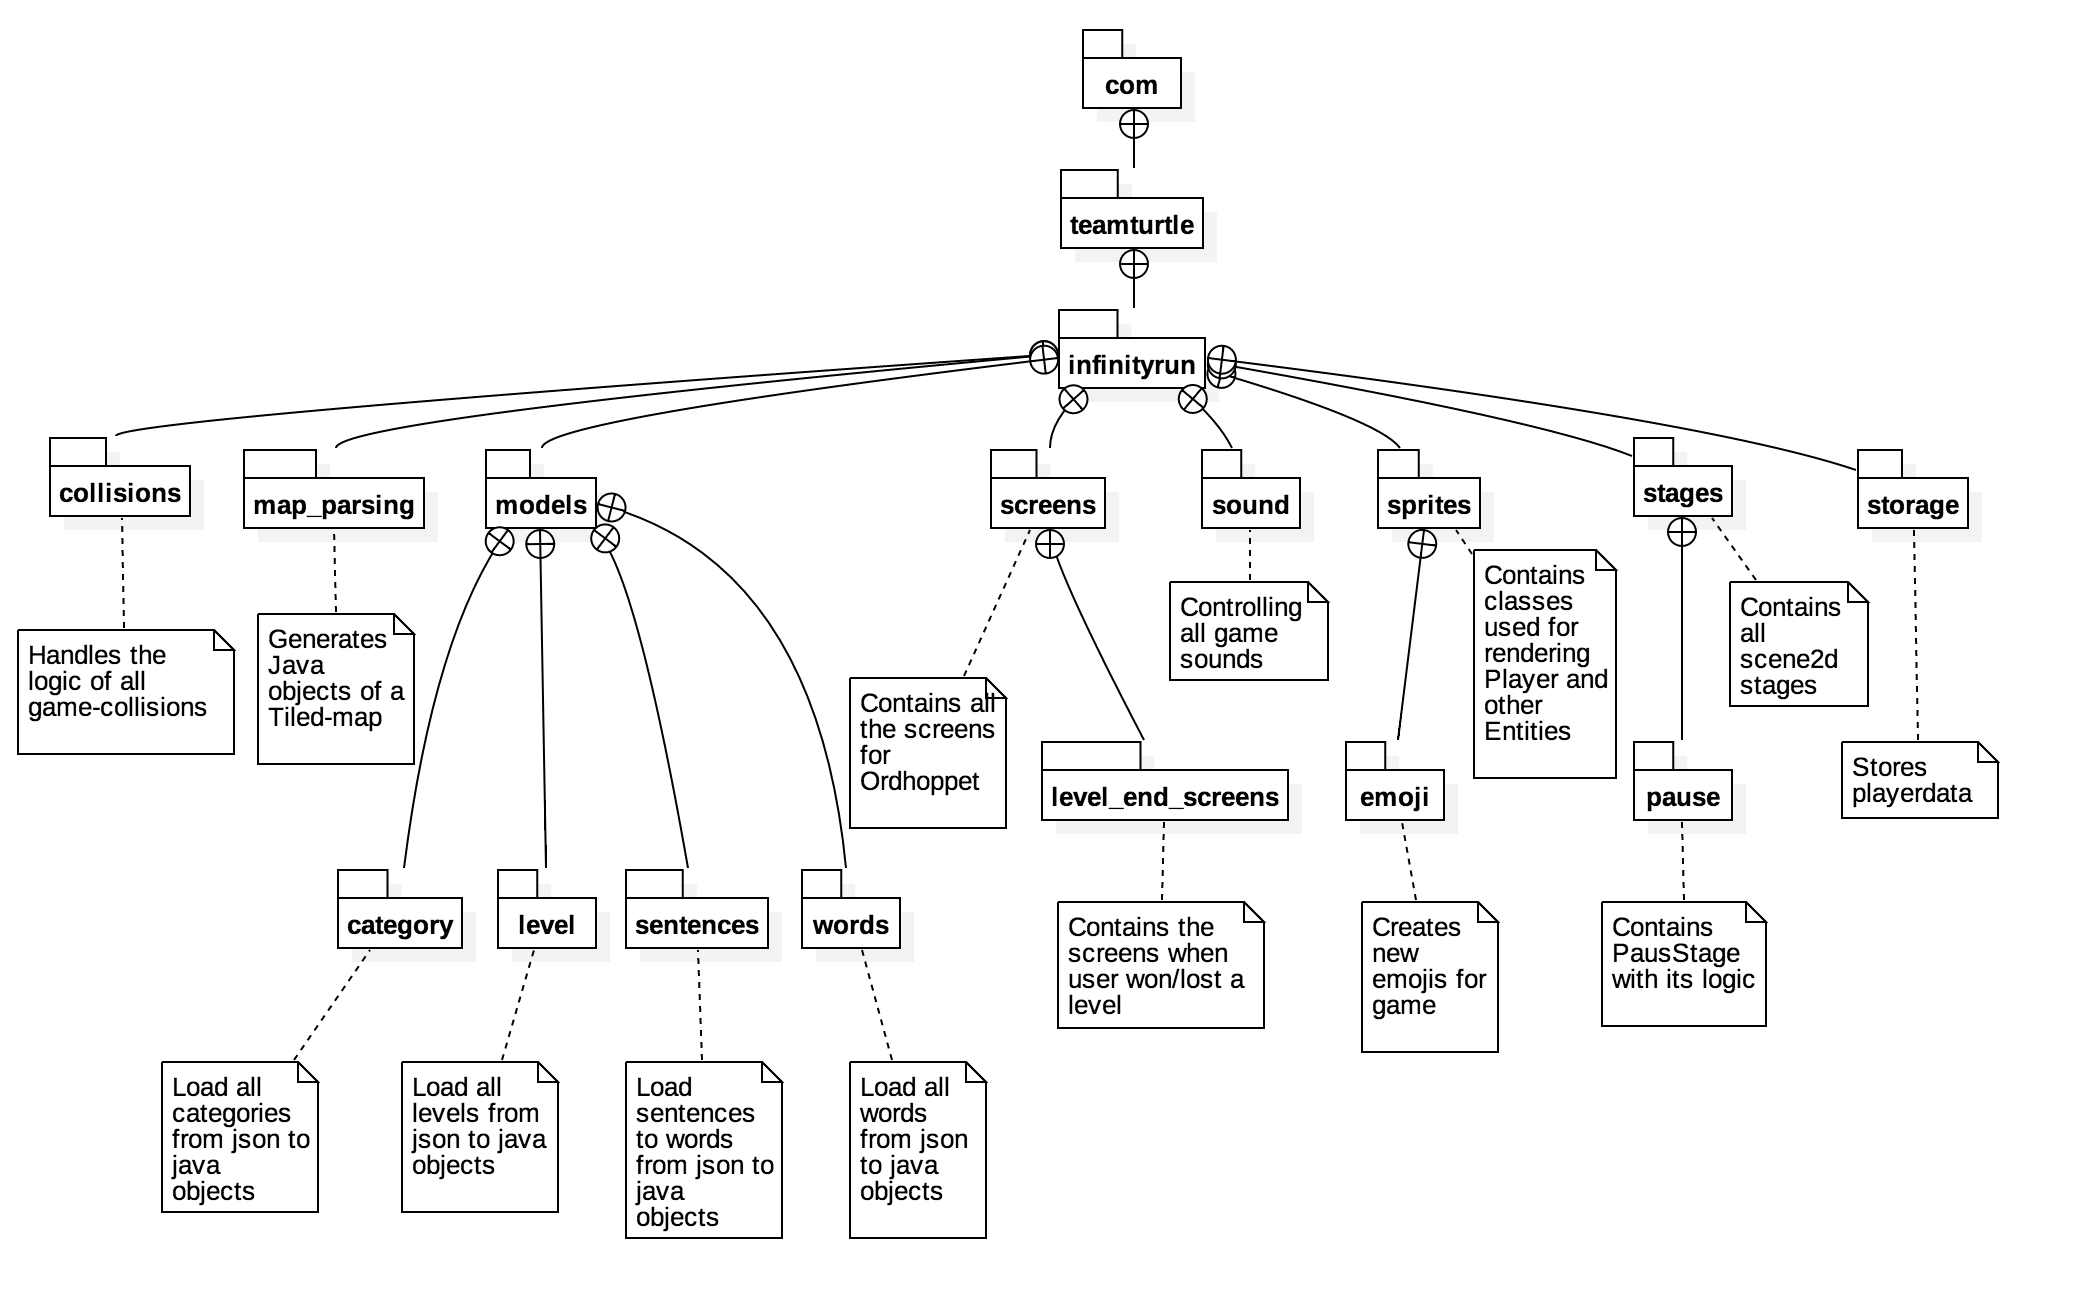 com
teamturtle
infinityrun
collisions
map_parsing
models
screens
sound
sprites
stages
storage
Handles the
logic of all
game-collisions
Generates
Java
objects of a
Tiled-map
Contains all
the screens
for
Ordhoppet
Controlling
all game
sounds
Contains
classes
used for
rendering
Player and
other
Entities
Contains
all
scene2d
stages
Stores
playerdata
level_end_screens
emoji
pause
category
level
sentences
words
Contains the
screens when
user won/lost a
level
Creates
new
emojis for
game
Contains
PausStage
with its logic
Load all
categories
from json to
java
objects
Load all
levels from
json to java
objects
Load
sentences
to words
from json to
java
objects
Load all
words
from json
to java
objects